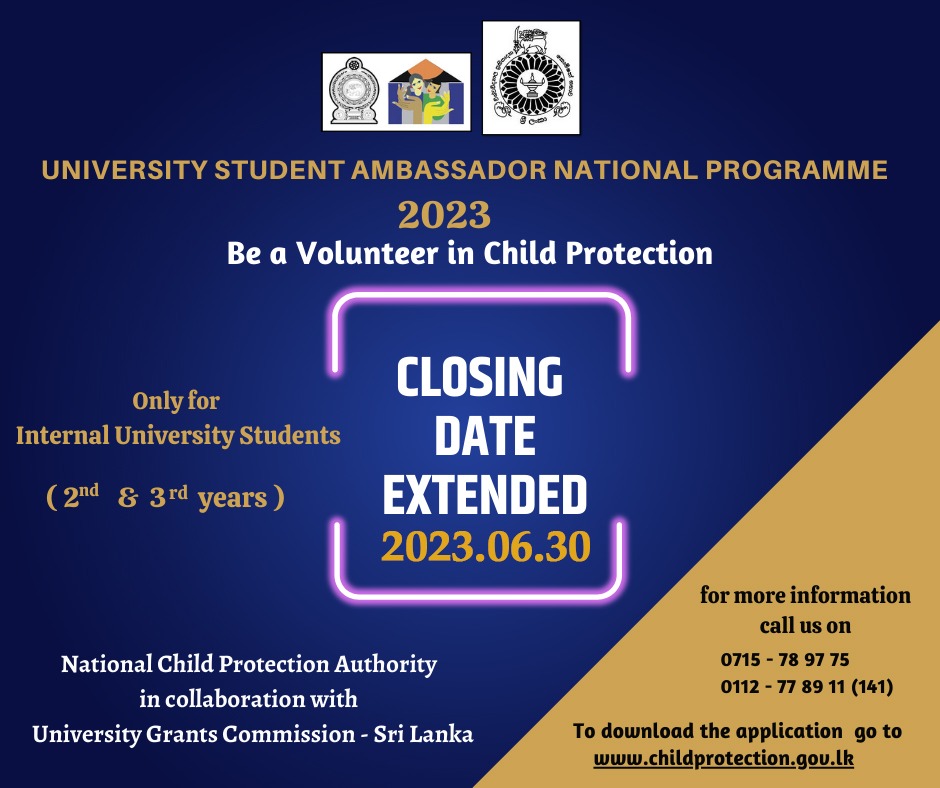 UNIVERSITY STUDENT AMBASSADOR NATIONAL PROGRAMME
2023
Be a Volunteer in Child Protection
CLOSING
DATE
EXTENDED
2023.06.30
Only for
Internal University Students
( 2nd & 3rd years )
National Child Protection Authority
in collaboration with
University Grants Commission - Sri Lanka
for more information
call us on
0715 - 78 97 75
0112 - 77 89 11 (141)
To download the application go to
www.childprotection.gov.lk